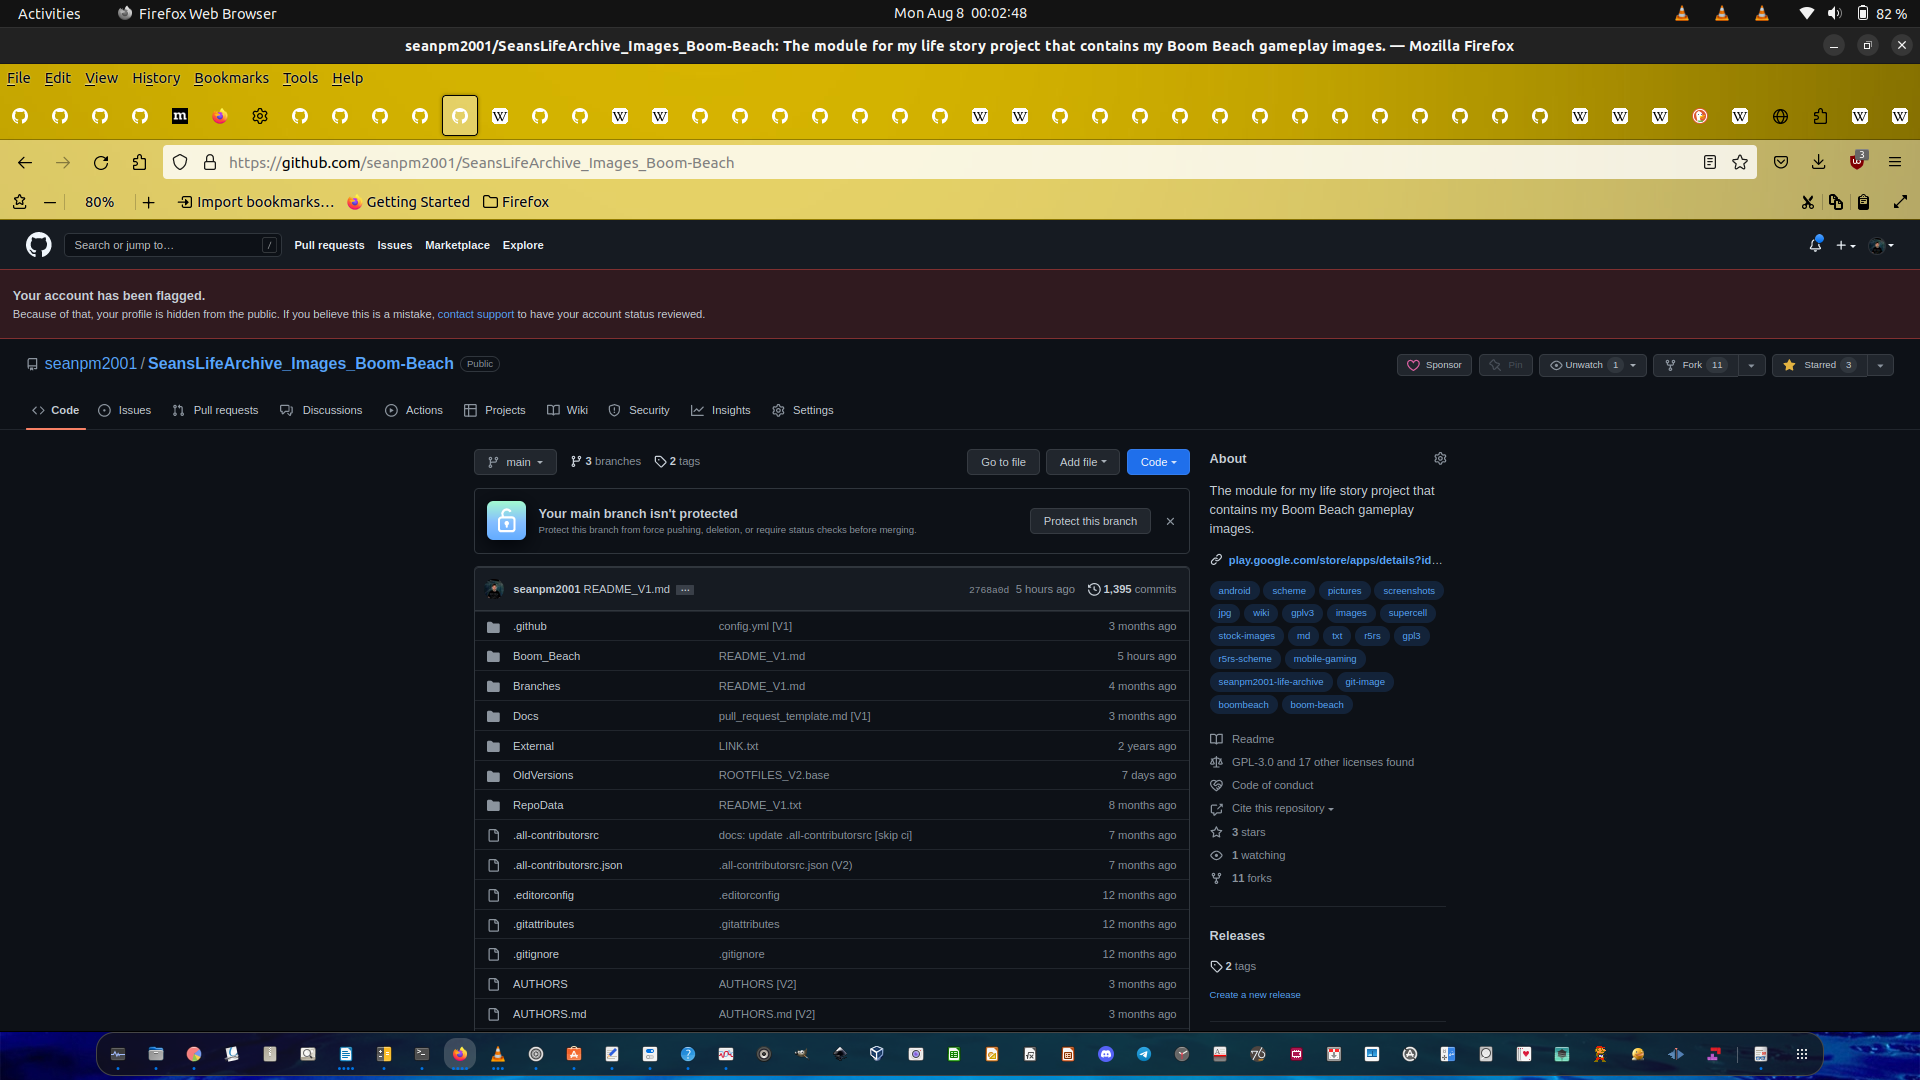 Activities Firefox Web Browser Mon Aug 8 00:02:48 82 %
seanpm2001/SeansLifeArchive_Images_Boom-Beach: The module for my life story project that contains my Boom Beach gameplay images. — Mozilla Firefox
File Edit View History Bookmarks Tools Help
https://github.com/seanpm2001/SeansLifeArchive_Images_Boom-Beach 3
80% Import bookmarks… Getting Started Firefox
Search or jump to… / Pull requests Issues Marketplace Explore
Your account has been flagged.
Because of that, your profile is hidden from the public. If you believe this is a mistake, contact support to have your account status reviewed.
seanpm2001 / SeansLifeArchive_Images_Boom-Beach Public Sponsor Pin Unwatch 1 Fork 11 Starred 3
Code Issues Pull requests Discussions Actions Projects Wiki Security Insights Settings
main 3 branches 2 tags Go to file Add file Code
Your main branch isn't protected
Protect this branch from force pushing, deletion, or require status checks before merging.
Protect this branch
seanpm2001 README_V1.md … 2768a0d 5 hours ago 1,395 commits
.github config.yml [V1] 3 months ago
Boom_Beach README_V1.md 5 hours ago
Branches README_V1.md 4 months ago
Docs pull_request_template.md [V1] 3 months ago
External LINK.txt 2 years ago
OldVersions ROOTFILES_V2.base 7 days ago
RepoData README_V1.txt 8 months ago
.all-contributorsrc docs: update .all-contributorsrc [skip ci] 7 months ago
.all-contributorsrc.json .all-contributorsrc.json (V2) 7 months ago
.editorconfig .editorconfig 12 months ago
.gitattributes .gitattributes 12 months ago
.gitignore .gitignore 12 months ago
AUTHORS AUTHORS [V2] 3 months ago
AUTHORS.md AUTHORS.md [V2] 3 months ago
About
The module for my life story project that
contains my Boom Beach gameplay
images.
play.google.com/store/apps/details?id…
android scheme pictures screenshots
jpg wiki gplv3 images supercell
stock-images md txt r5rs gpl3
r5rs-scheme mobile-gaming
seanpm2001-life-archive git-image
boombeach boom-beach
Readme
GPL-3.0 and 17 other licenses found
Code of conduct
Cite this repository
3 stars
1 watching
11 forks
Releases
2 tags
Create a new release